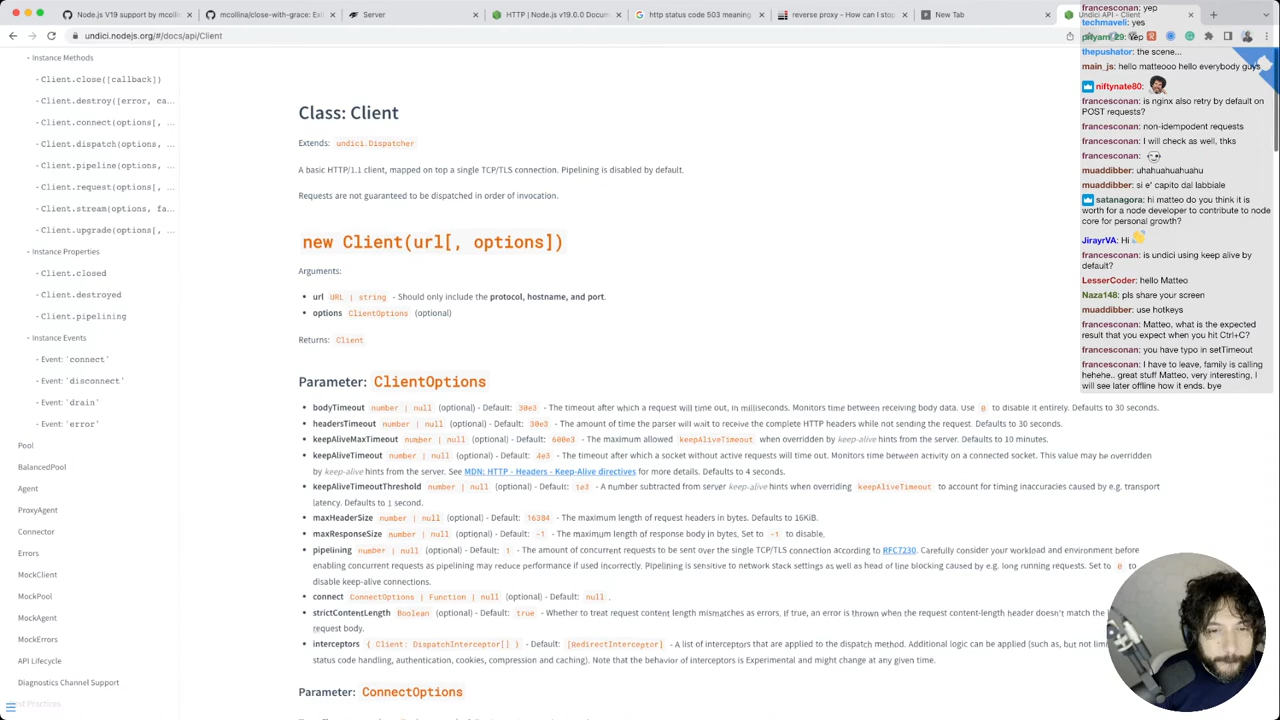 Node.js V19 support by mcollin
mcollina/close-with-grace: Exi
Server
HTTP | Node.js v19.0.0 Docum
http status code 503 meaning
reverse proxy - How can I stop
New Tab
Undici API - Client
undici.nodejs.org/#/docs/api/Client
- Instance Methods
- Client.close([callback])
- Client.destroy([error, ca...
- Client.connect(options[, ...
- Client.dispatch(options, ...
- Client.pipeline(options, ...
- Client.request(options[, ...
- Client.stream(options, fa...
- Client.upgrade(options[, ...
- Instance Properties
- Client.closed
- Client.destroyed
- Client.pipelining
- Instance Events
- Event: 'connect'
- Event: 'disconnect'
- Event: 'drain'
- Event: 'error'
Pool
BalancedPool
Agent
ProxyAgent
Connector
Errors
MockClient
MockPool
MockAgent
MockErrors
API Lifecycle
Diagnostics Channel Support
Best Practices
Class: Client
Extends: undici.Dispatcher
A basic HTTP/1.1 client, mapped on top a single TCP/TLS connection. Pipelining is disabled by default.
Requests are not guaranteed to be dispatched in order of invocation.
new Client(url[, options])
Arguments:
• url URL | string - Should only include the protocol, hostname, and port.
• options ClientOptions (optional)
Returns: Client
Parameter: ClientOptions
• bodyTimeout number | null (optional) - Default: 30e3 - The timeout after which a request will time out, in milliseconds. Monitors time between receiving body data. Use 0 to disable it entirely. Defaults to 30 seconds.
• headersTimeout number | null (optional) - Default: 30e3 - The amount of time the parser will wait to receive the complete HTTP headers while not sending the request. Defaults to 30 seconds.
• keepAliveMaxTimeout number | null (optional) - Default: 600e3 - The maximum allowed keepAliveTimeout when overridden by keep-alive hints from the server. Defaults to 10 minutes.
• keepAliveTimeout number | null (optional) - Default: 4e3 - The timeout after which a socket without active requests will time out. Monitors time between activity on a connected socket. This value may be overridden
by keep-alive hints from the server. See MDN: HTTP - Headers - Keep-Alive directives for more details. Defaults to 4 seconds.
• keepAliveTimeoutThreshold number | null (optional) - Default: 1e3 - A number subtracted from server keep-alive hints when overriding keepAliveTimeout to account for timing inaccuracies caused by e.g. transport
latency. Defaults to 1 second.
• maxHeaderSize number | null (optional) - Default: 16384 - The maximum length of request headers in bytes. Defaults to 16KiB.
• maxResponseSize number | null (optional) - Default: -1 - The maximum length of response body in bytes, Set to -1 to disable.
• pipelining number | null (optional) - Default: 1 - The amount of concurrent requests to be sent over the single TCP/TLS connection according to RFC7230. Carefully consider your workload and environment before
enabling concurrent requests as pipelining may reduce performance if used incorrectly. Pipelining is sensitive to network stack settings as well as head of line blocking caused by e.g. long running requests. Set to 0 to
disable keep-alive connections.
• connect ConnectOptions | Function | null (optional) - Default: null .
• strictContentLength Boolean (optional) - Default: true - Whether to treat request content length mismatches as errors. If true, an error is thrown when the request content-length header doesn't match the
request body.
• interceptors { Client: DispatchInterceptor[] } - Default: [RedirectInterceptor] - A list of interceptors that are applied to the dispatch method. Additional logic can be applied (such as, but not
status code handling, authentication, cookies, compression and caching). Note that the behavior of interceptors is Experimental and might change at any given time.
Parameter: ConnectOptions
francesconan: yep
techmaveli: yes
priyam_29: Yep
thepushator: the scene...
main_js: hello matteooo hello everybody guys
niftynate80:
francesconan: is nginx also retry by default on
POST requests?
francesconan: non-idempodent requests
francesconan: I will check as well, thks
francesconan:
muaddibber: uhahuahuahuahu
muaddibber: si e' capito dal labbiale
satanagora: hi matteo do you think it is
worth for a node developer to contribute to node
core for personal growth?
JirayrVA: Hi
francesconan: is undici using keep alive by
default?
LesserCoder: hello Matteo
Naza148: pls share your screen
muaddibber: use hotkeys
francesconan: Matteo, what is the expected
result that you expect when you hit Ctrl+C?
francesconan: you have typo in setTimeout
francesconan: I have to leave, family is calling
hehehe.. great stuff Matteo, very interesting, I
will see later offline how it ends. bye